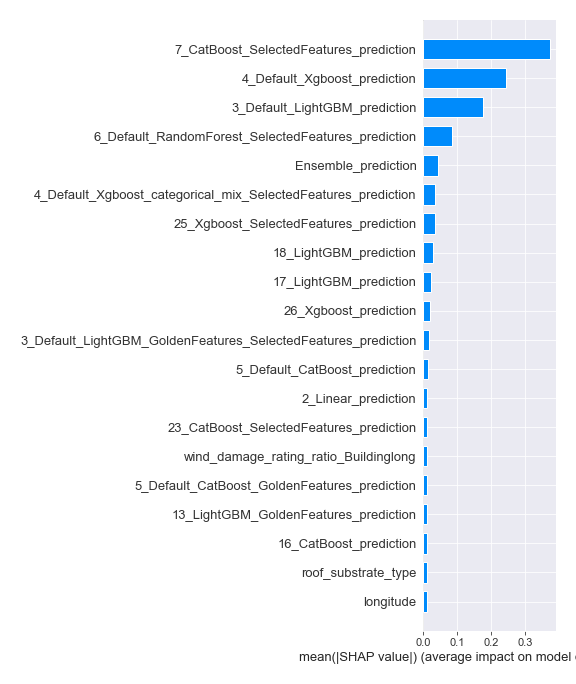 7_CatBoost_SelectedFeatures_prediction
4_Default_Xgboost_prediction
3_Default_LightGBM_prediction
6_Default_RandomForest_SelectedFeatures_prediction
Ensemble_prediction
4_Default_Xgboost_categorical_mix_SelectedFeatures_prediction
25_Xgboost_SelectedFeatures_prediction
18_LightGBM_prediction
17_LightGBM_prediction
26_Xgboost_prediction
3_Default_LightGBM_GoldenFeatures_SelectedFeatures_prediction
5_Default_CatBoost_prediction
2_Linear_prediction
23_CatBoost_SelectedFeatures_prediction
wind_damage_rating_ratio_Buildinglong
5_Default_CatBoost_GoldenFeatures_prediction
13_LightGBM_GoldenFeatures_prediction
16_CatBoost_prediction
roof_substrate_type
longitude
0.0 0.1 0.2 0.3
mean(|SHAP value|) (average impact on model